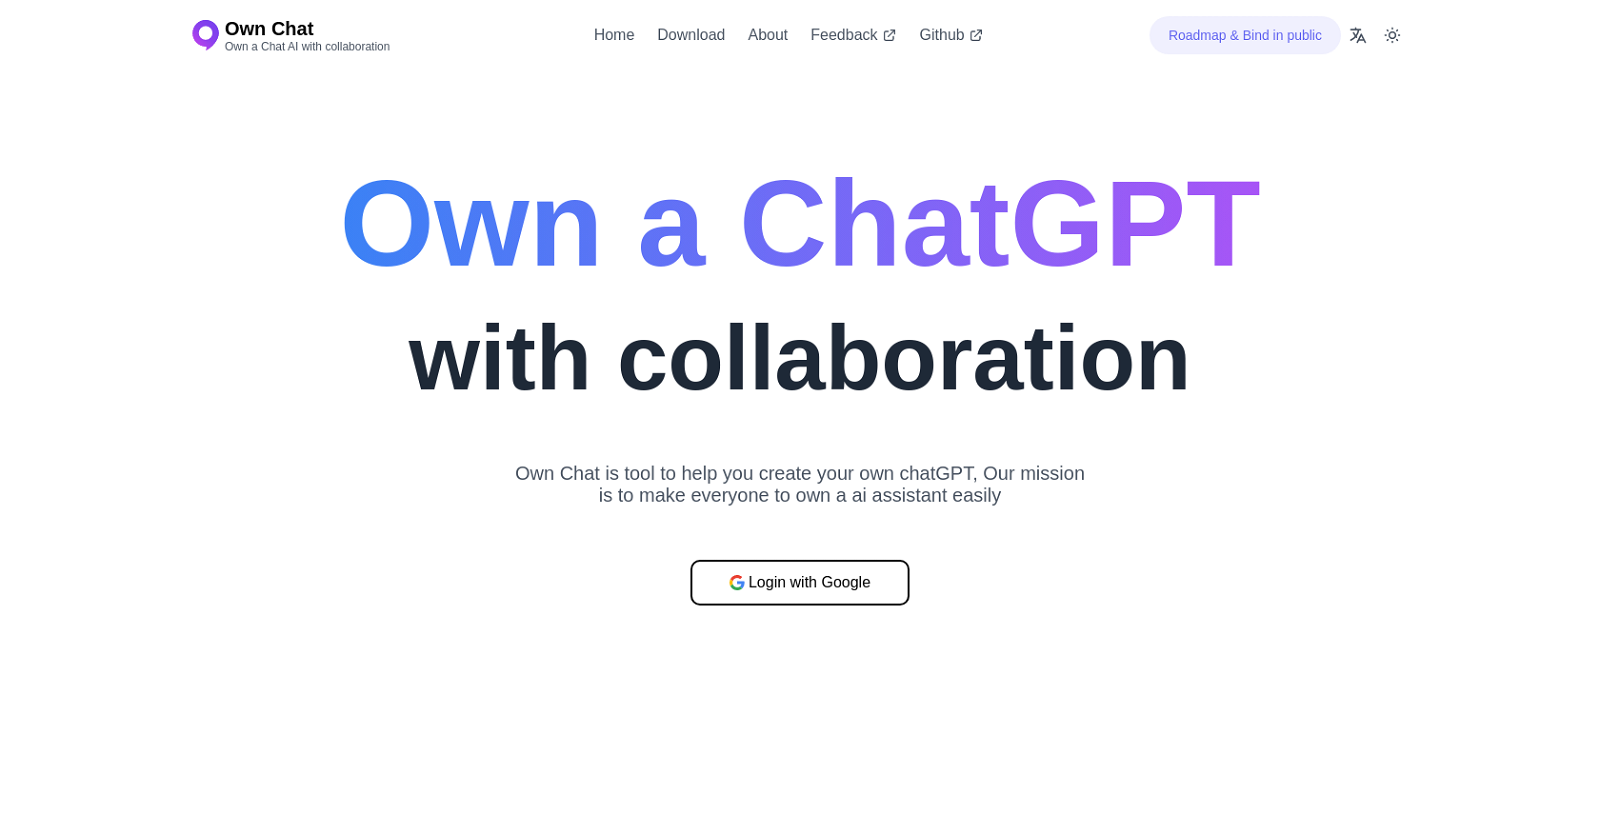 Own Chat
Own a Chat AI with collaboration
Home
Download
About
Feedback
Github
Roadmap & Bind in public
Own a ChatGPT
with collaboration
Own Chat is tool to help you create your own chatGPT, Our mission
is to make everyone to own a ai assistant easily
Login with Google